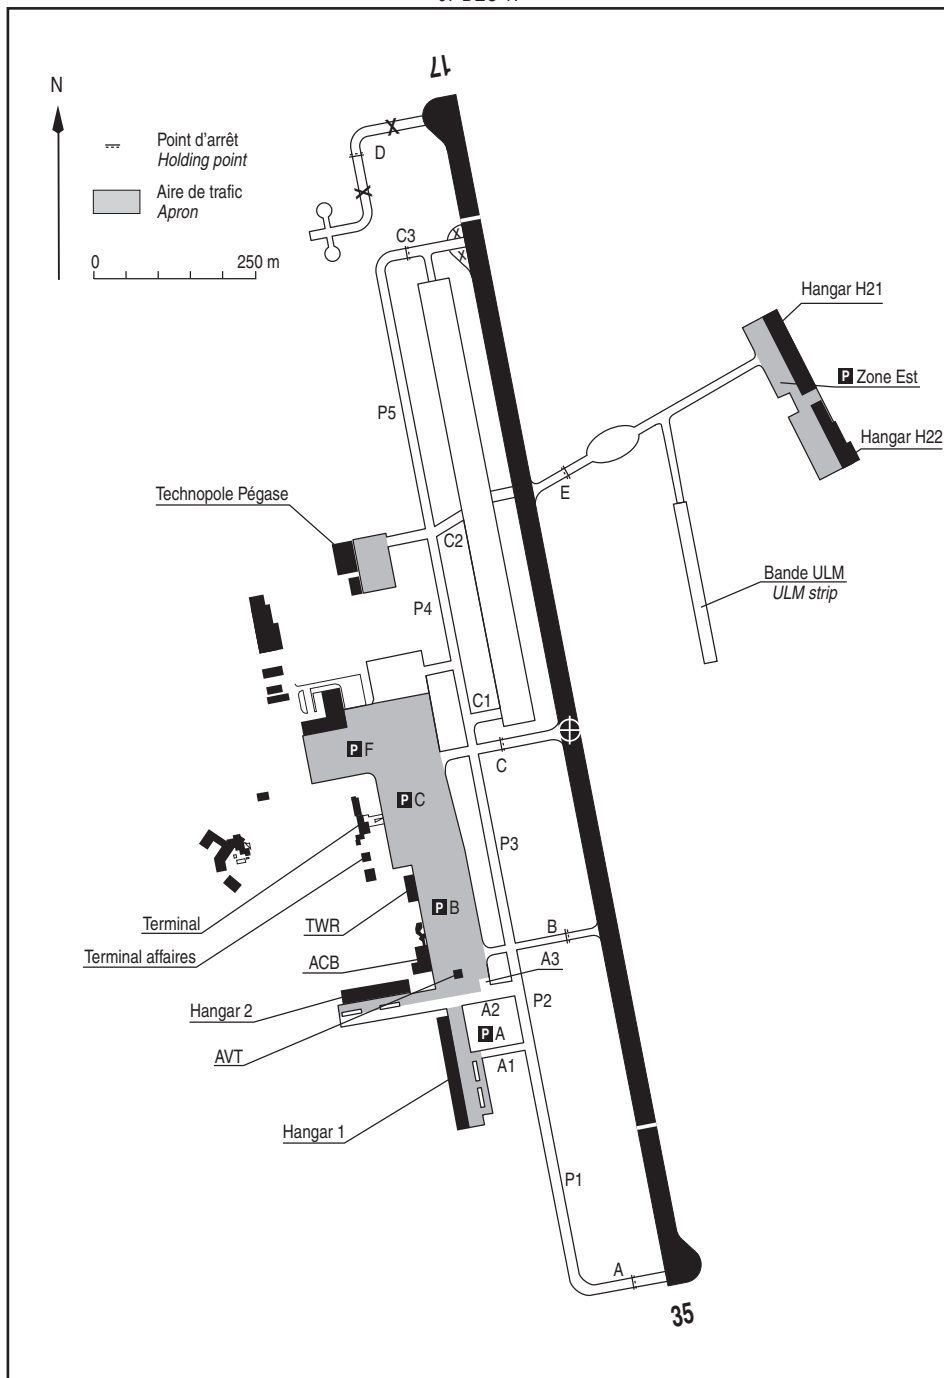 17
N
Point d'arrêt
Holding point
D
Aire de trafic
Apron
C3
0
250 m
Hangar H21
P Zone Est
P5
Hangar H22
E
Technopole Pégase
C2
Bande ULM
ULM strip
P4
C1
P F
C
P C
P3
Terminal
TWR
P B
B
Terminal affaires
ACB
A3
P2
Hangar 2
A2
P A
AVT
A1
Hangar 1
P1
A
35